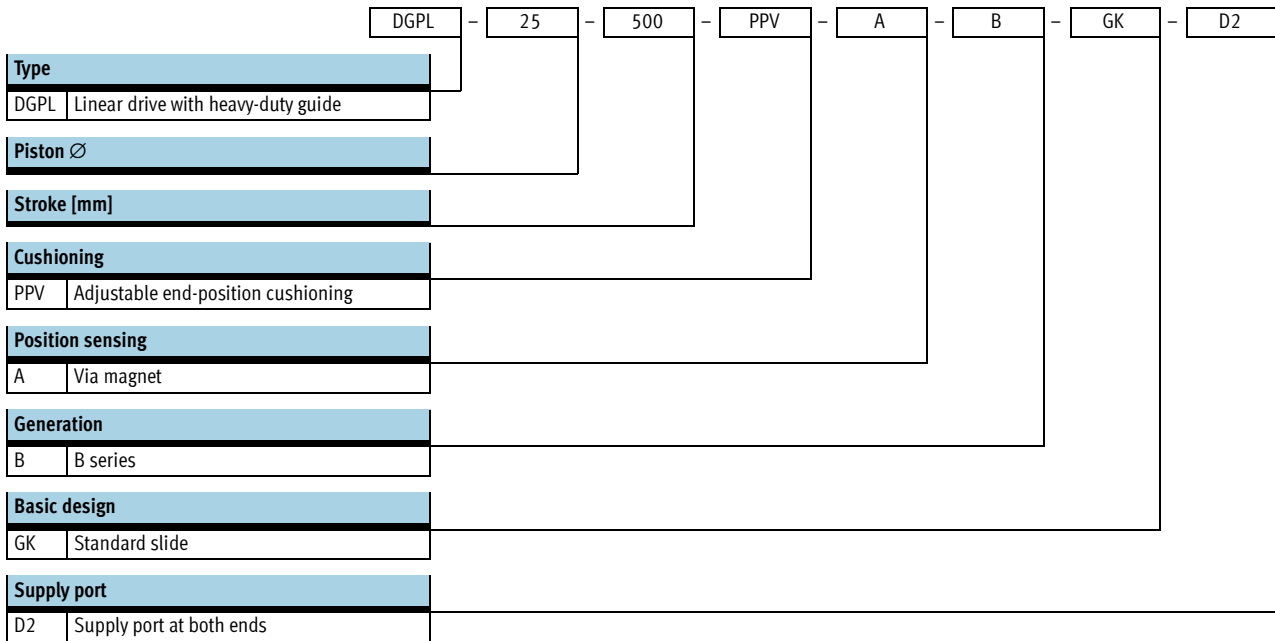 DGPL – 25 – 500 – PPV – A – B – GK – D2
Type
DGPL Linear drive with heavy-duty guide
Piston ∅
Stroke [mm]
Cushioning
PPV Adjustable end-position cushioning
Position sensing
A Via magnet
Generation
B B series
Basic design
GK Standard slide
Supply port
D2 Supply port at both ends